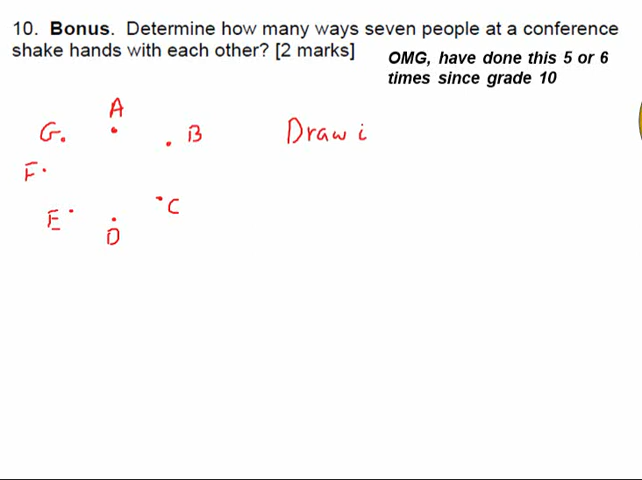 10. Bonus. Determine how many ways seven people at a conference
shake hands with each other? [2 marks]
OMG, have done this 5 or 6
times since grade 10
A
G.
B
Draw i
F
C
E
D